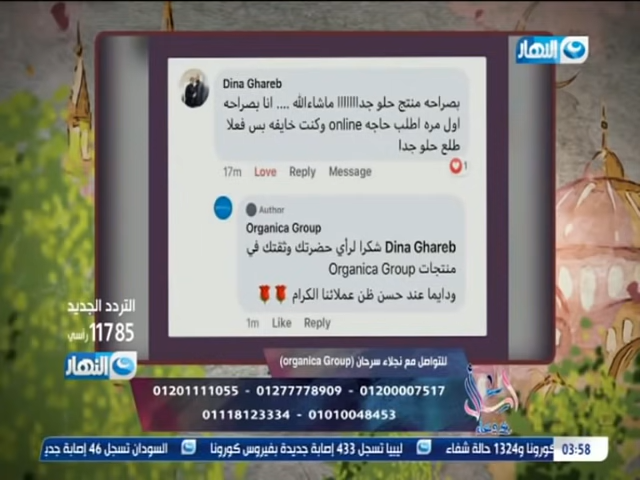 النهار
Dina Ghareb
بصراحه منتج حلو جداااااااا ماشاءالله .... انا بصراحه
اول مره اطلب حاجه online وكنت خايفه بس فعلا
طلع حلو جدا
17m Love Reply Message
1
Author
Organica Group
Dina Ghareb شكرا لرأي حضرتك وثقتك في
منتجات Organica Group
ودايما عند حسن ظن عملائنا الكرام
1m Like Reply
التردد الجديد
11785 رأسي
النهار
للتواصل مع نجلاء سرحان (organica Group)
01201111055 - 01277778909 - 01200007517
01118123334 - 01010048453
03:58
كورونا و1324 حالة شفاء
ليبيا تسجل 433 إصابة جديدة بفيروس كورونا
السودان تسجل 46 إصابة جدي